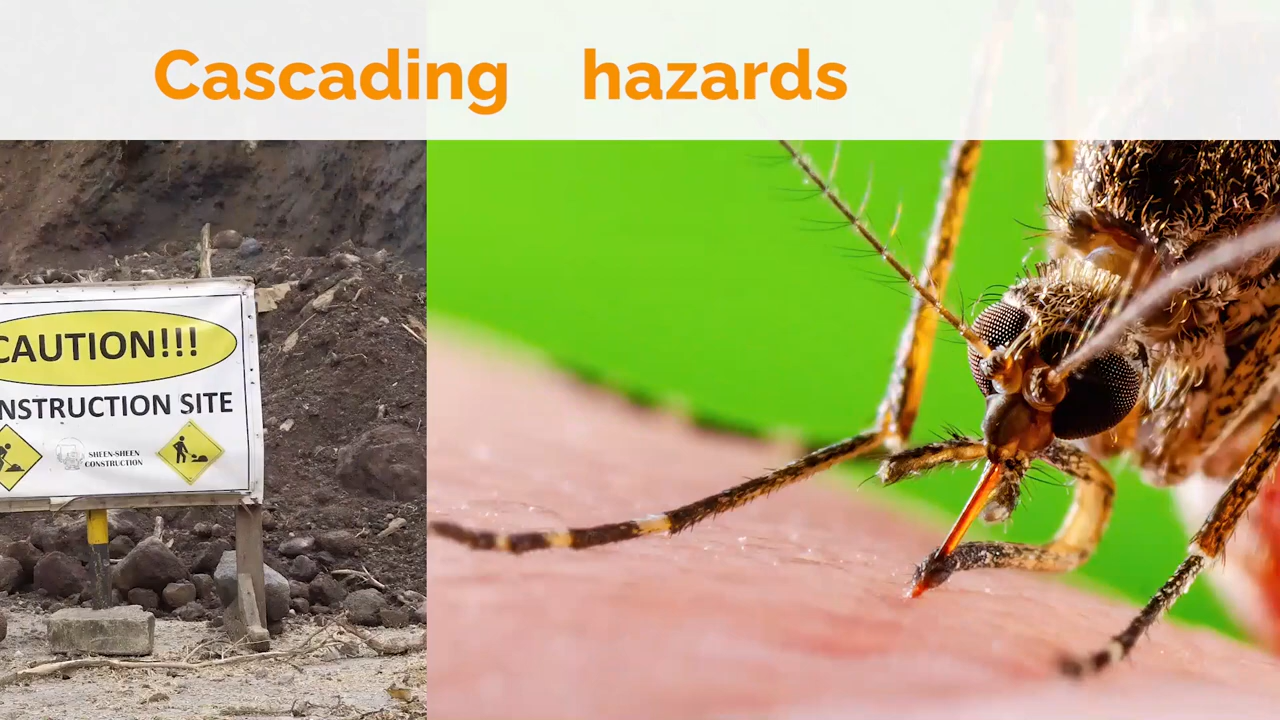 Cascading hazards
CAUTION!!!
NSTRUCTION SITE
SHEEN-SHEEN
CONSTRUCTION